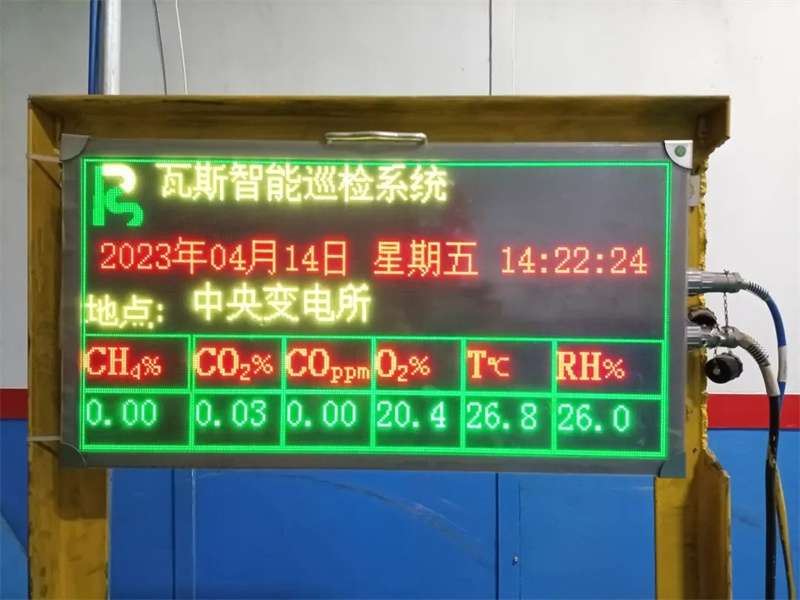 瓦斯智能巡检系统
2023年04月14日 星期五 14:22:24
地点: 中央变电所
CH₄% CO₂% COppm O₂% T℃ RH%
0.00 0.03 0.00 20.4 26.8 26.0